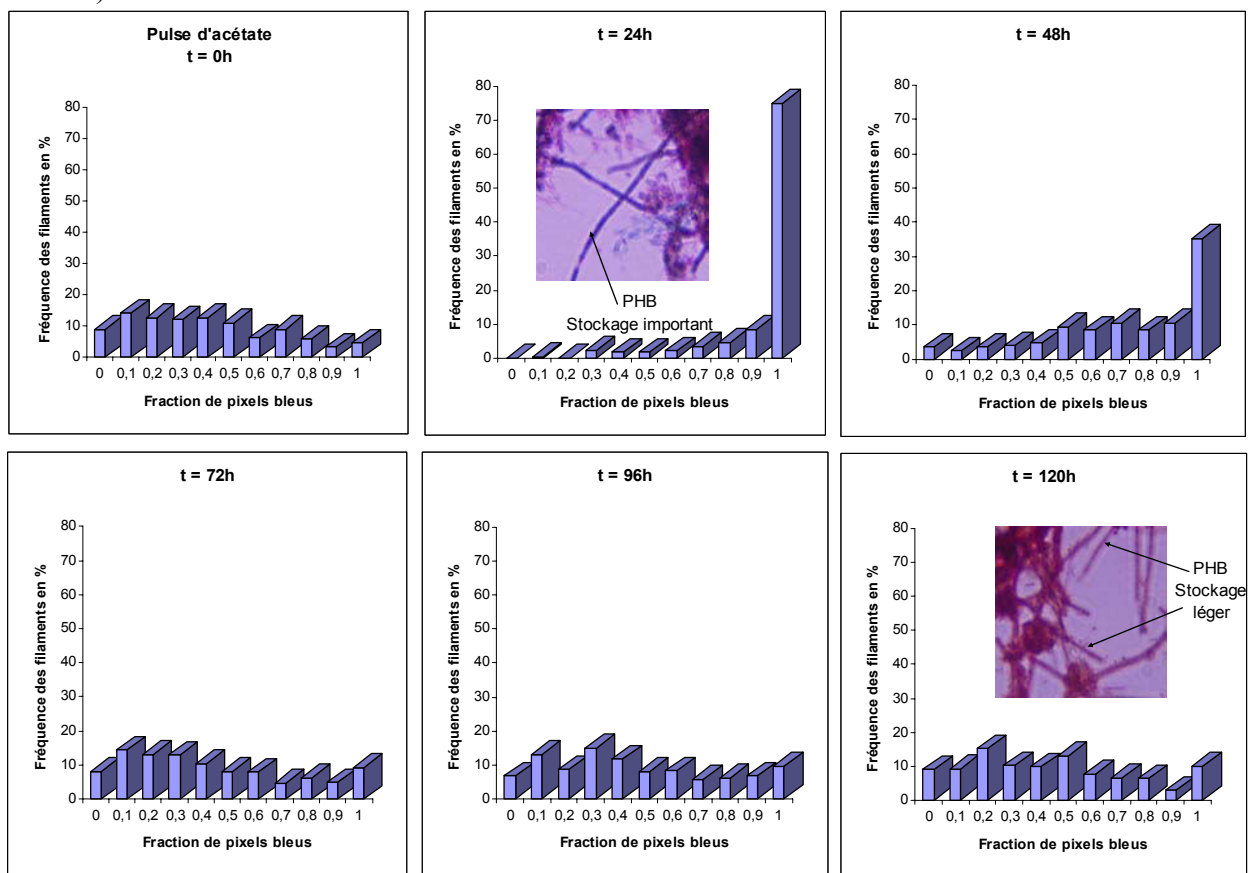 Pulse d'acétate
t = 0h
80
70
60
50
40
30
20
10
0
0 0,1 0,2 0,3 0,4 0,5 0,6 0,7 0,8 0,9 1
Fréquence des filaments en %
Fraction de pixels bleus
t = 24h
80
70
60
50
40
30
20
10
0
0 0,1 0,2 0,3 0,4 0,5 0,6 0,7 0,8 0,9 1
Fréquence des filaments en %
PHB
Stockage important
Fraction de pixels bleus
t = 48h
80
70
60
50
40
30
20
10
0
0 0,1 0,2 0,3 0,4 0,5 0,6 0,7 0,8 0,9 1
Fréquence des filaments en %
Fraction de pixels bleus
t = 72h
80
70
60
50
40
30
20
10
0
0 0,1 0,2 0,3 0,4 0,5 0,6 0,7 0,8 0,9 1
Fréquence des filaments en %
Fraction de pixels bleus
t = 96h
80
70
60
50
40
30
20
10
0
0 0,1 0,2 0,3 0,4 0,5 0,6 0,7 0,8 0,9 1
Fréquence des filaments en %
Fraction de pixels bleus
t = 120h
80
70
60
50
40
30
20
10
0
0 0,1 0,2 0,3 0,4 0,5 0,6 0,7 0,8 0,9 1
Fréquence des filaments en %
PHB
Stockage
léger
Fraction de pixels bleus